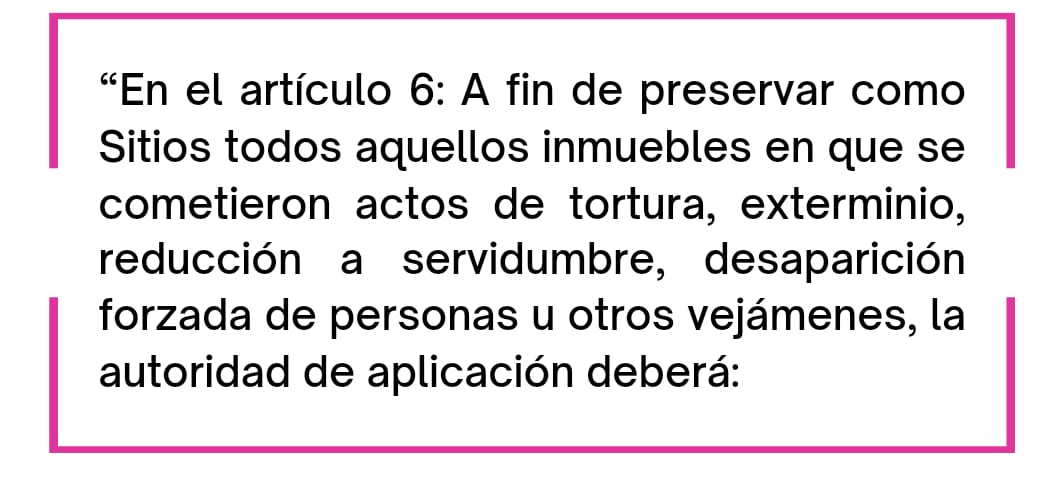 “En el artículo 6: A fin de preservar como
Sitios todos aquellos inmuebles en que se
cometieron actos de tortura, exterminio,
reducción a servidumbre, desaparición
forzada de personas u otros vejámenes, la
autoridad de aplicación deberá: